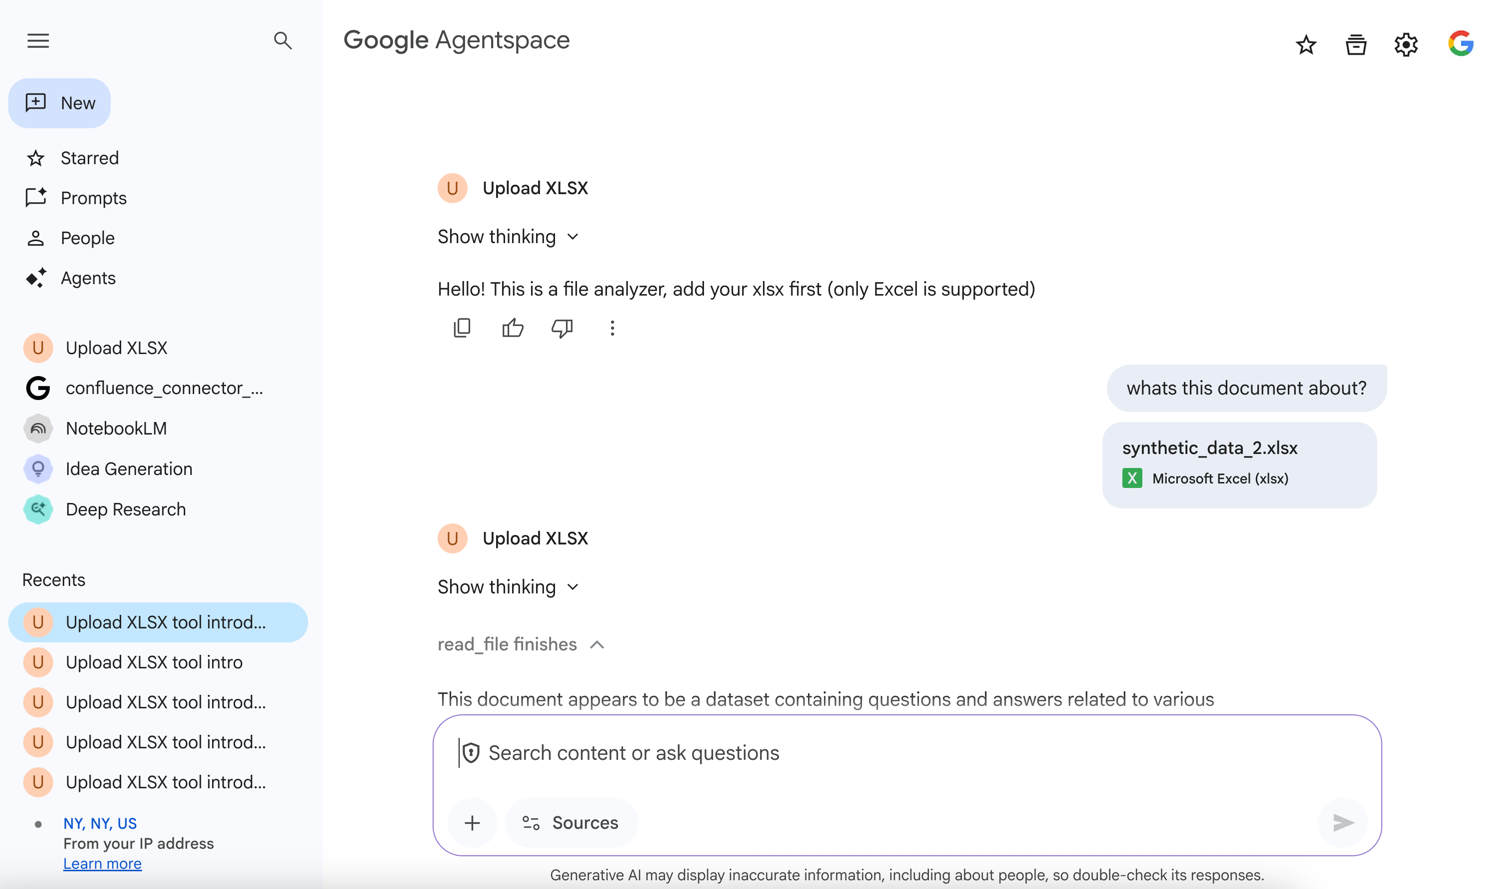 Google Agentspace
New
Starred
Prompts
People
Agents
U Upload XLSX
confluence_connector_...
NotebookLM
Idea Generation
Deep Research
Recents
U Upload XLSX tool introd...
U Upload XLSX tool intro
U Upload XLSX tool introd...
U Upload XLSX tool introd...
U Upload XLSX tool introd...
NY, NY, US
From your IP address
Learn more
U Upload XLSX
Show thinking
Hello! This is a file analyzer, add your xlsx first (only Excel is supported)
whats this document about?
synthetic_data_2.xlsx
X Microsoft Excel (xlsx)
U Upload XLSX
Show thinking
read_file finishes
This document appears to be a dataset containing questions and answers related to various
Search content or ask questions
Sources
Generative AI may display inaccurate information, including about people, so double-check its responses.